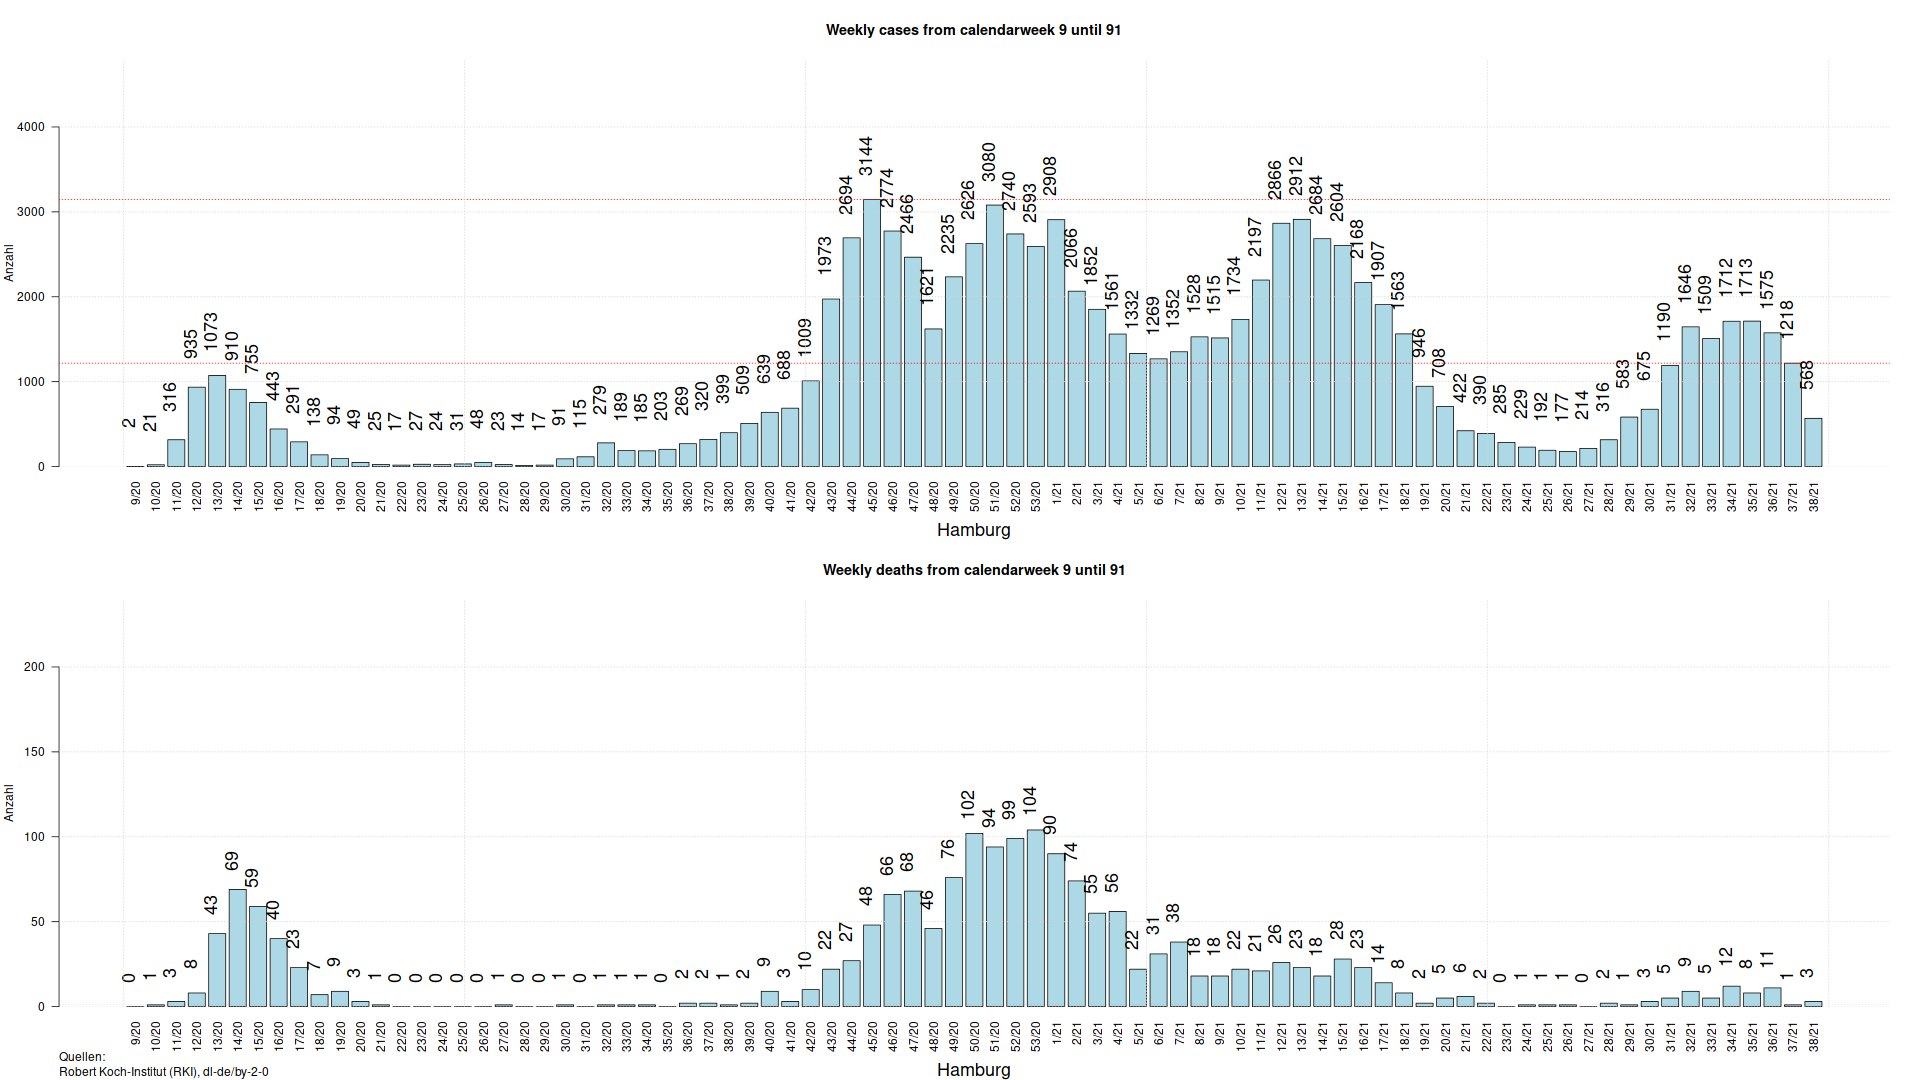 Weekly cases from calendarweek 9 until 91
Anzahl
4000
3000
2000
1000
0
2 21 316 935 1073 910 755 443 291 138 94 49 25 17 27 24 31 48 23 14 17 91 115 279 189 185 203 269 320 399 509 639 688 1009 1973 2694 3144 2774 2466 1621 2235 2626 3080 2740 2593 2908 2066 1852 1561 1332 1269 1352 1528 1515 1734 2197 2866 2912 2684 2604 2168 1907 1563 946 708 422 390 285 229 192 177 214 316 583 675 1190 1646 1509 1712 1713 1575 1218 568
9/20 10/20 11/20 12/20 13/20 14/20 15/20 16/20 17/20 18/20 19/20 20/20 21/20 22/20 23/20 24/20 25/20 26/20 27/20 28/20 29/20 30/20 31/20 32/20 33/20 34/20 35/20 36/20 37/20 38/20 39/20 40/20 41/20 42/20 43/20 44/20 45/20 46/20 47/20 48/20 49/20 50/20 51/20 52/20 53/20 1/21 2/21 3/21 4/21 5/21 6/21 7/21 8/21 9/21 10/21 11/21 12/21 13/21 14/21 15/21 16/21 17/21 18/21 19/21 20/21 21/21 22/21 23/21 24/21 25/21 26/21 27/21 28/21 29/21 30/21 31/21 32/21 33/21 34/21 35/21 36/21 37/21 38/21
Hamburg
Weekly deaths from calendarweek 9 until 91
Anzahl
200
150
100
50
0
0 1 3 8 43 69 59 40 23 7 9 3 1 0 0 0 0 0 1 0 0 1 0 1 1 1 0 2 2 1 2 9 3 10 22 27 48 66 68 46 76 102 94 99 104 90 74 55 56 22 31 38 18 18 22 21 26 23 18 28 23 14 8 2 5 6 2 0 1 1 1 0 2 1 3 5 9 5 12 8 11 1 3
9/20 10/20 11/20 12/20 13/20 14/20 15/20 16/20 17/20 18/20 19/20 20/20 21/20 22/20 23/20 24/20 25/20 26/20 27/20 28/20 29/20 30/20 31/20 32/20 33/20 34/20 35/20 36/20 37/20 38/20 39/20 40/20 41/20 42/20 43/20 44/20 45/20 46/20 47/20 48/20 49/20 50/20 51/20 52/20 53/20 1/21 2/21 3/21 4/21 5/21 6/21 7/21 8/21 9/21 10/21 11/21 12/21 13/21 14/21 15/21 16/21 17/21 18/21 19/21 20/21 21/21 22/21 23/21 24/21 25/21 26/21 27/21 28/21 29/21 30/21 31/21 32/21 33/21 34/21 35/21 36/21 37/21 38/21
Hamburg
Quellen:
Robert Koch-Institut (RKI), dl-de/by-2-0